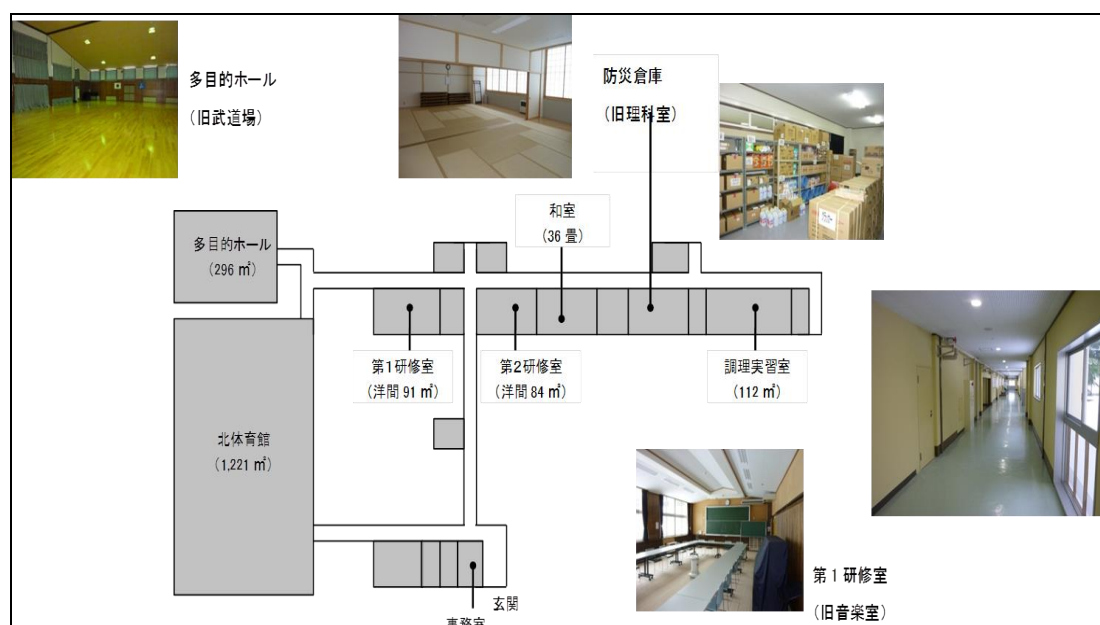 多目的ホール
(旧武道場)
防災倉庫
(旧理科室)
和室
(36 畳)
多目的ホール
(296 ㎡)
第1研修室
(洋間 91 ㎡)
第2研修室
(洋間 84 ㎡)
調理実習室
(112 ㎡)
北体育館
(1,221 ㎡)
第1研修室
(旧音楽室)
玄関
事務室